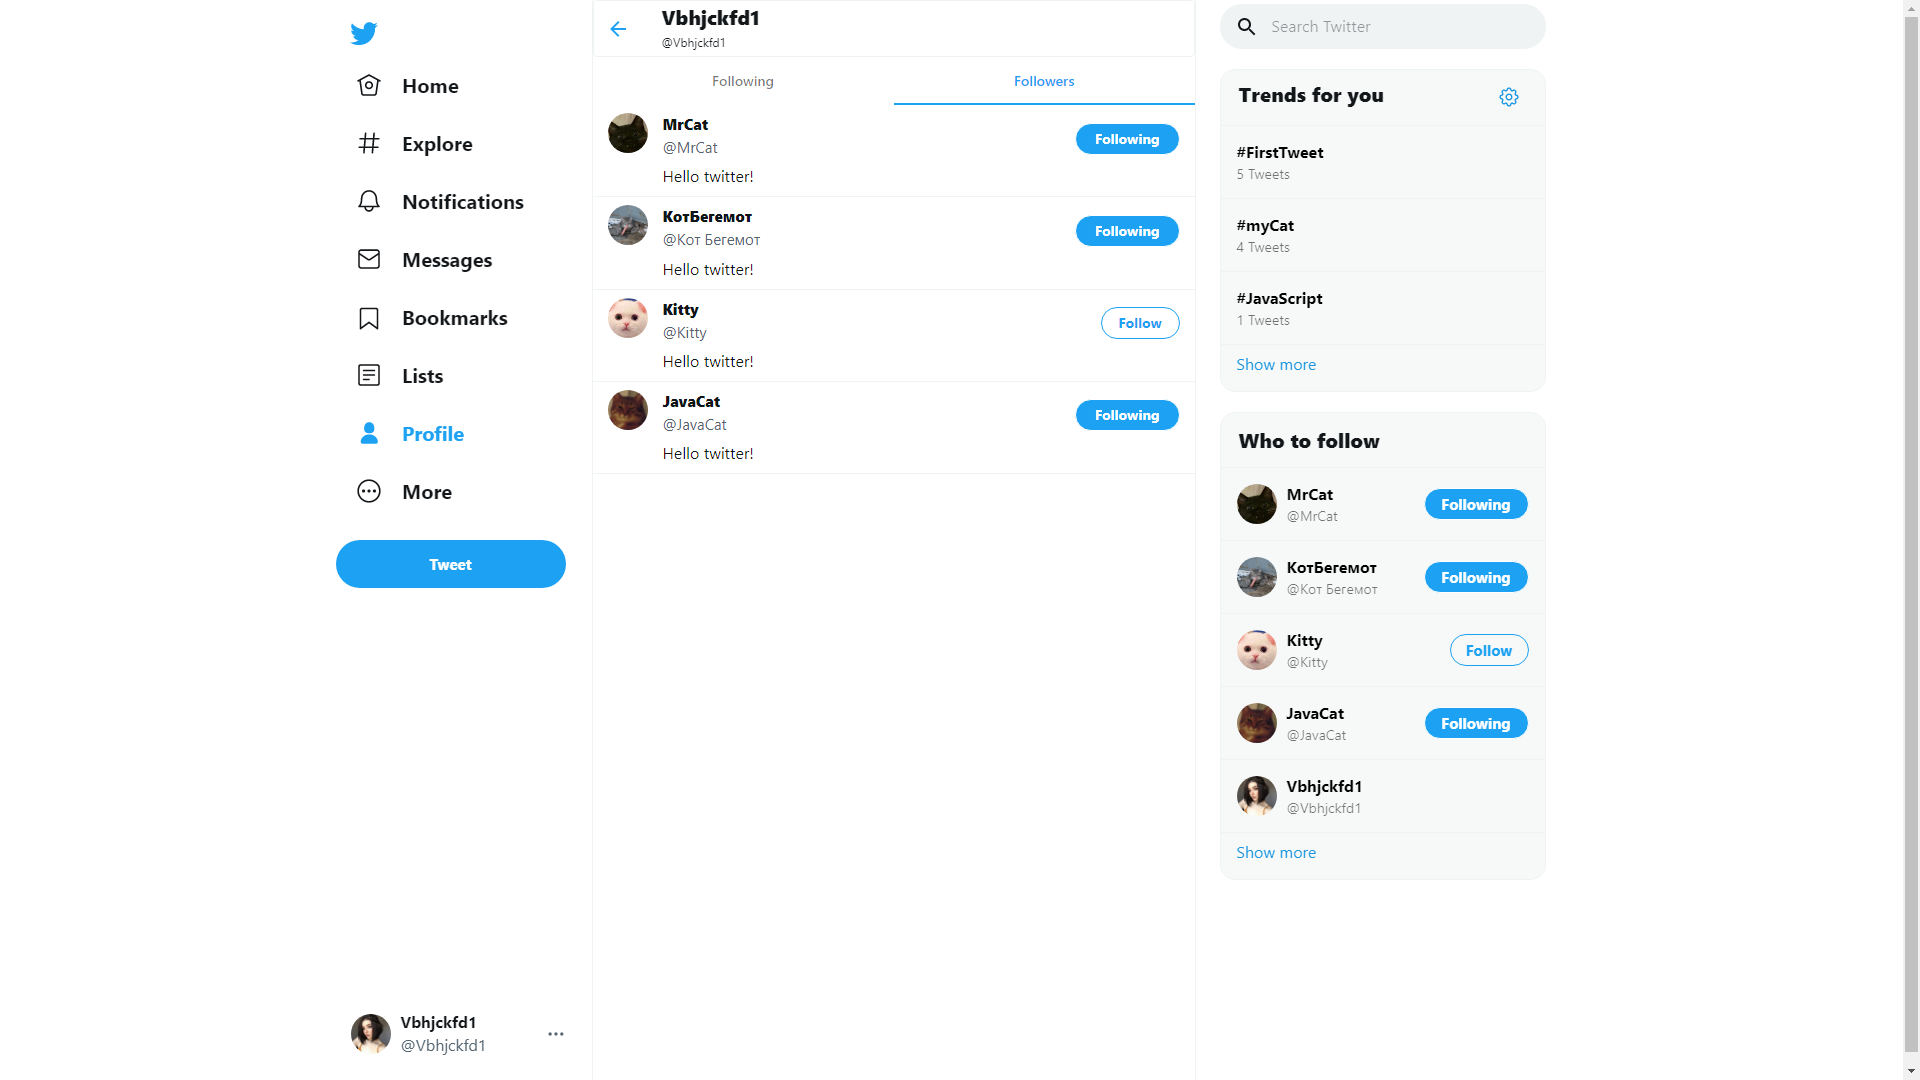 Home
Explore
Notifications
Messages
Bookmarks
Lists
Profile
More
Tweet
Vbhjckfd1
@Vbhjckfd1
Vbhjckfd1
@Vbhjckfd1
Following
Followers
MrCat
@MrCat
Following
Hello twitter!
КотБегемот
@Кот Бегемот
Following
Hello twitter!
Kitty
@Kitty
Follow
Hello twitter!
JavaCat
@JavaCat
Following
Hello twitter!
Search Twitter
Trends for you
#FirstTweet
5 Tweets
#myCat
4 Tweets
#JavaScript
1 Tweets
Show more
Who to follow
MrCat
@MrCat
Following
КотБегемот
@Кот Бегемот
Following
Kitty
@Kitty
Follow
JavaCat
@JavaCat
Following
Vbhjckfd1
@Vbhjckfd1
Show more